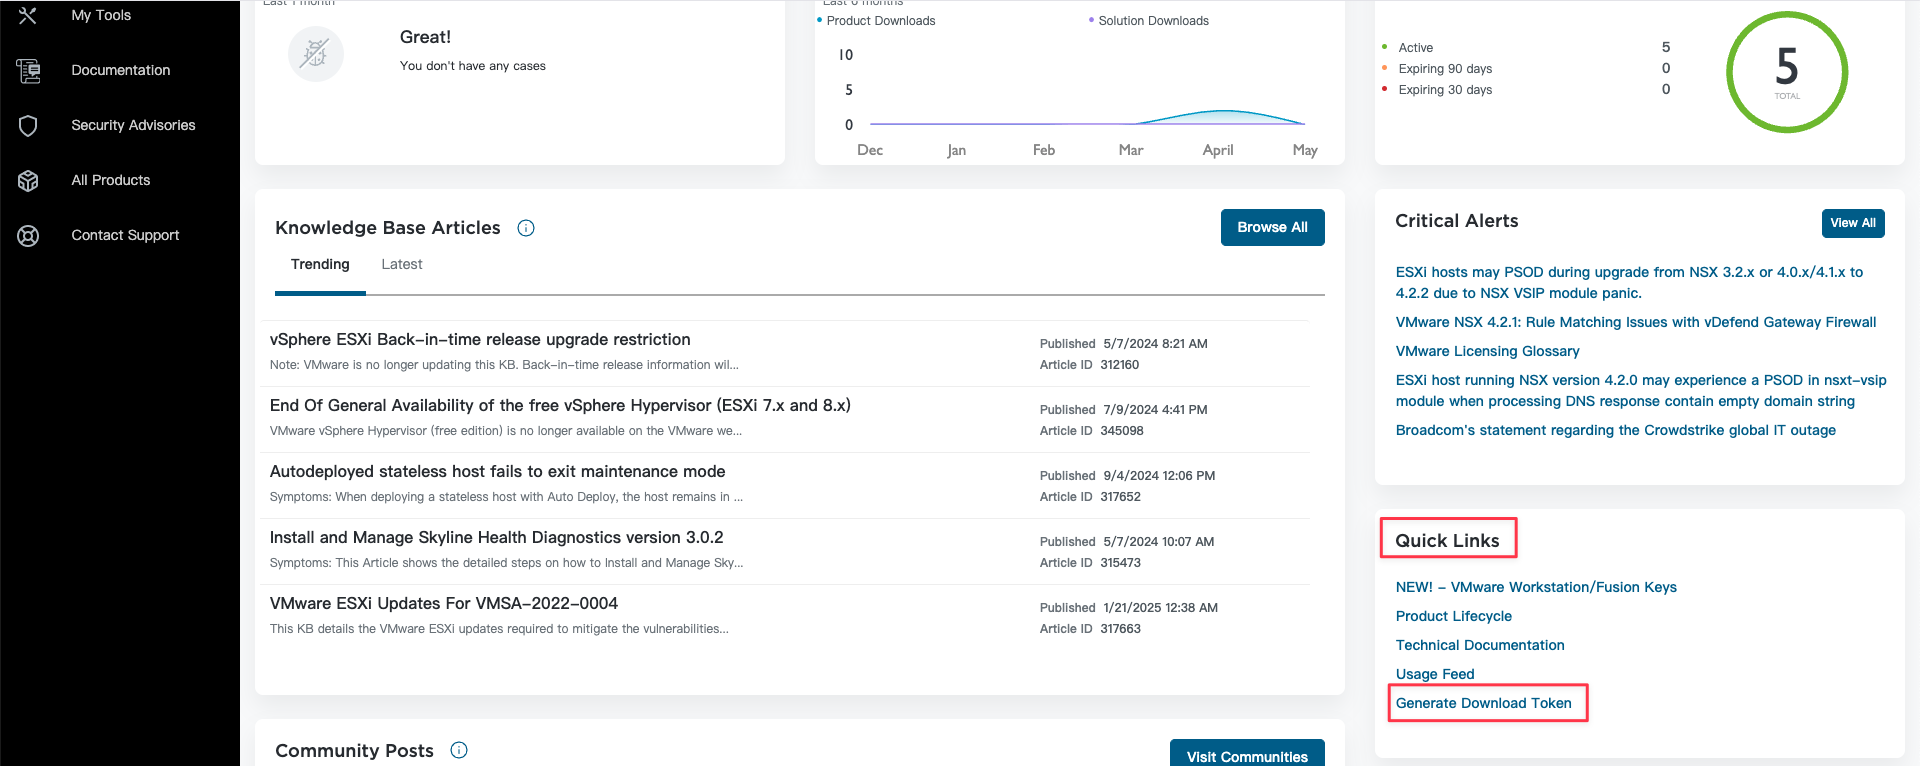 My Tools
Documentation
Security Advisories
All Products
Contact Support
Last 1 month
Great!
You don't have any cases
Last 6 months
Product Downloads
Solution Downloads
10
5
0
Dec Jan Feb Mar April May
Active 5
Expiring 90 days 0
Expiring 30 days 0
5
TOTAL
Knowledge Base Articles
Browse All
Trending Latest
vSphere ESXi Back-in-time release upgrade restriction
Note: VMware is no longer updating this KB. Back-in-time release information wil...
Published 5/7/2024 8:21 AM
Article ID 312160
End Of General Availability of the free vSphere Hypervisor (ESXi 7.x and 8.x)
VMware vSphere Hypervisor (free edition) is no longer available on the VMware we...
Published 7/9/2024 4:41 PM
Article ID 345098
Autodeployed stateless host fails to exit maintenance mode
Symptoms: When deploying a stateless host with Auto Deploy, the host remains in ...
Published 9/4/2024 12:06 PM
Article ID 317652
Install and Manage Skyline Health Diagnostics version 3.0.2
Symptoms: This Article shows the detailed steps on how to Install and Manage Sky...
Published 5/7/2024 10:07 AM
Article ID 315473
VMware ESXi Updates For VMSA-2022-0004
This KB details the VMware ESXi updates required to mitigate the vulnerabilities...
Published 1/21/2025 12:38 AM
Article ID 317663
Critical Alerts
View All
ESXi hosts may PSOD during upgrade from NSX 3.2.x or 4.0.x/4.1.x to
4.2.2 due to NSX VSIP module panic.
VMware NSX 4.2.1: Rule Matching Issues with vDefend Gateway Firewall
VMware Licensing Glossary
ESXi host running NSX version 4.2.0 may experience a PSOD in nsxt-vsip
module when processing DNS response contain empty domain string
Broadcom's statement regarding the Crowdstrike global IT outage
Quick Links
NEW! - VMware Workstation/Fusion Keys
Product Lifecycle
Technical Documentation
Usage Feed
Generate Download Token
Community Posts
Visit Communities